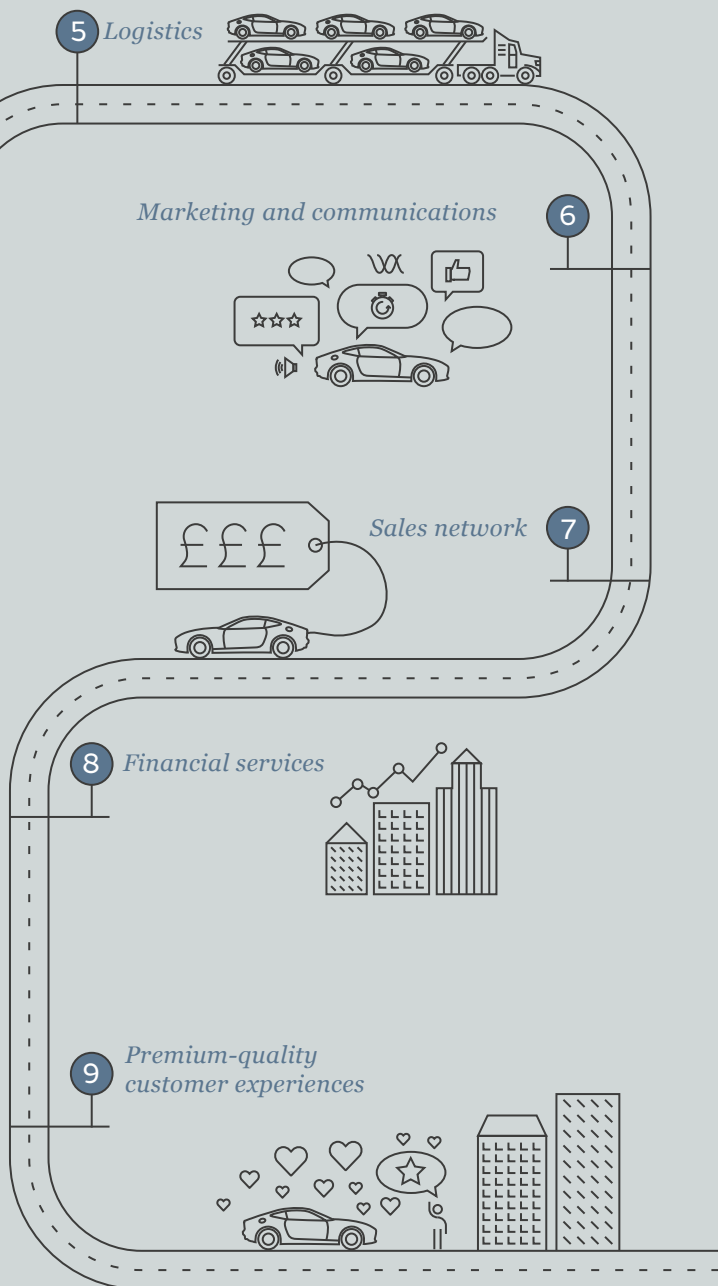 5 Logistics
Marketing and communications 6
£ £ £
Sales network 7
8 Financial services
9 Premium-quality
customer experiences